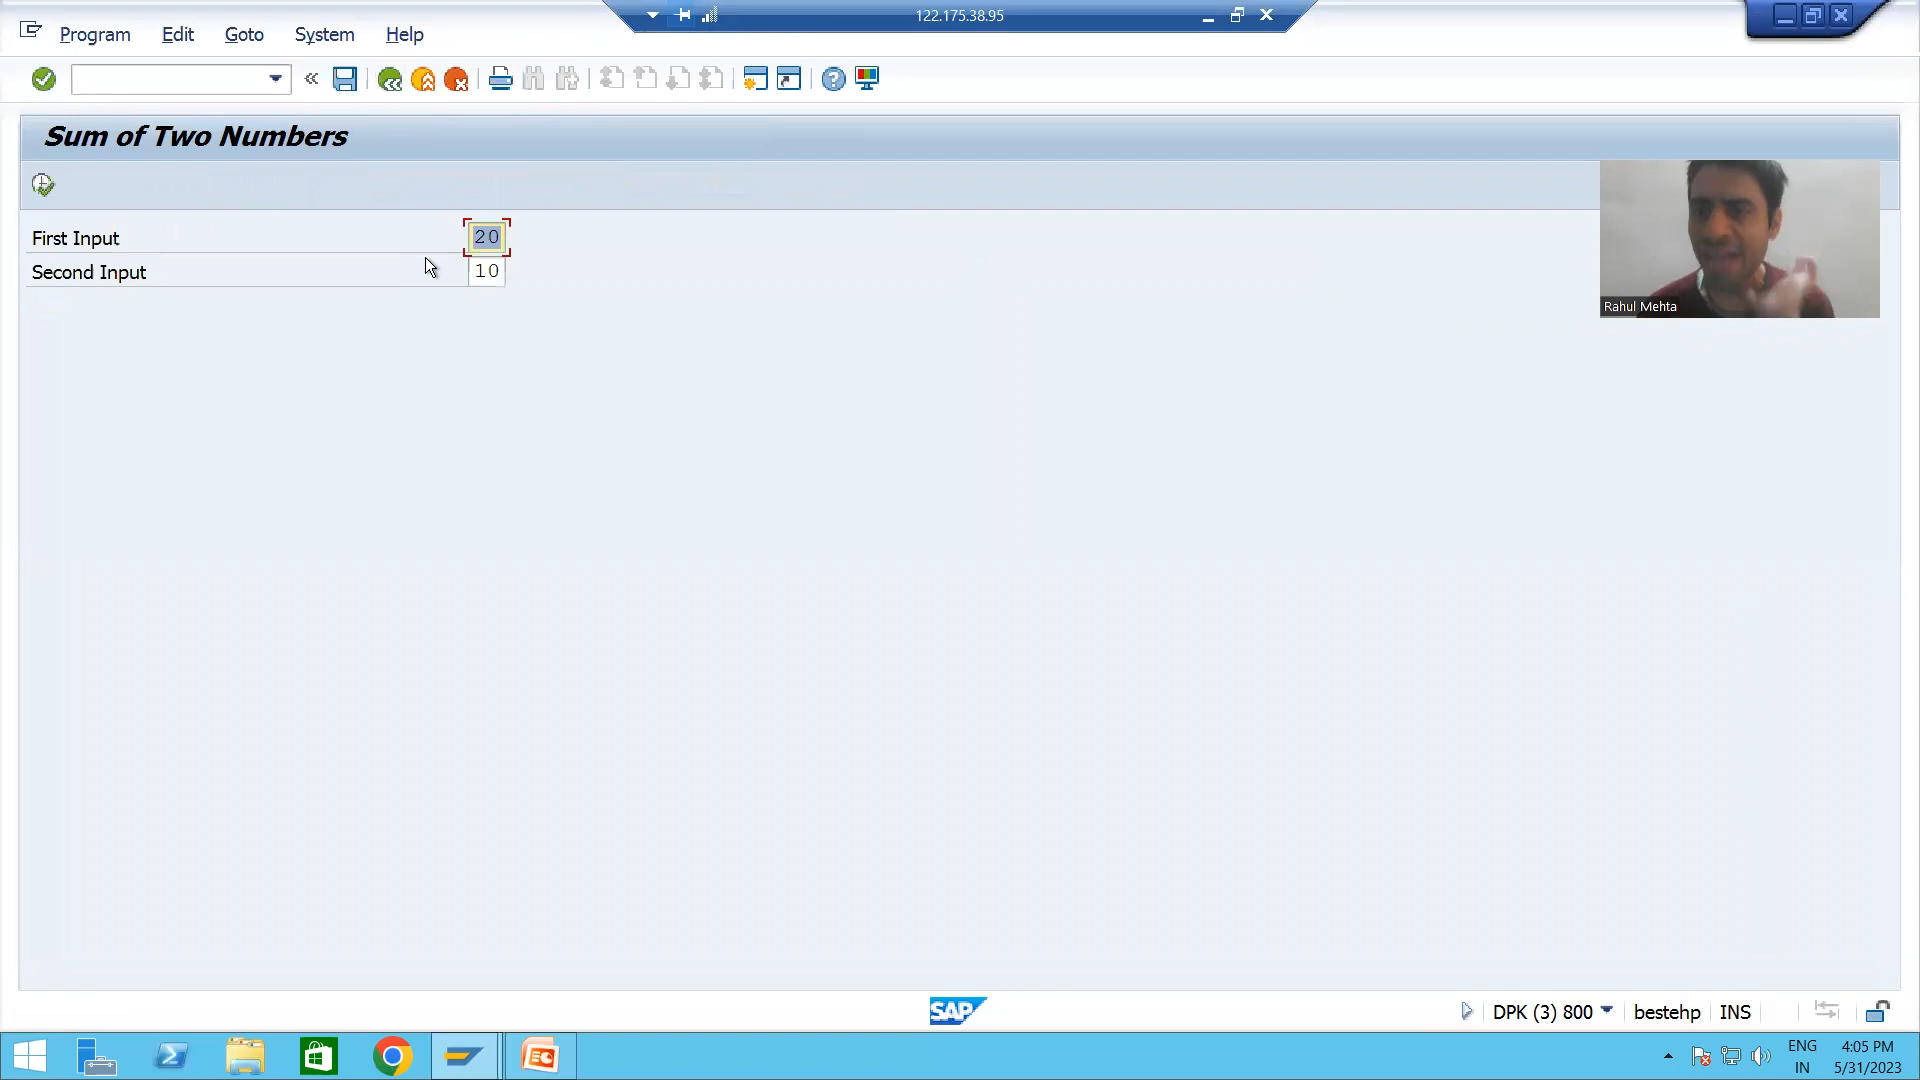 122.175.38.95
Program Edit Goto System Help
Sum of Two Numbers
First Input 20
Second Input 10
Rahul Mehta
SAP
DPK (3) 800 bestehp INS
ENG 4:05 PM
IN 5/31/2023